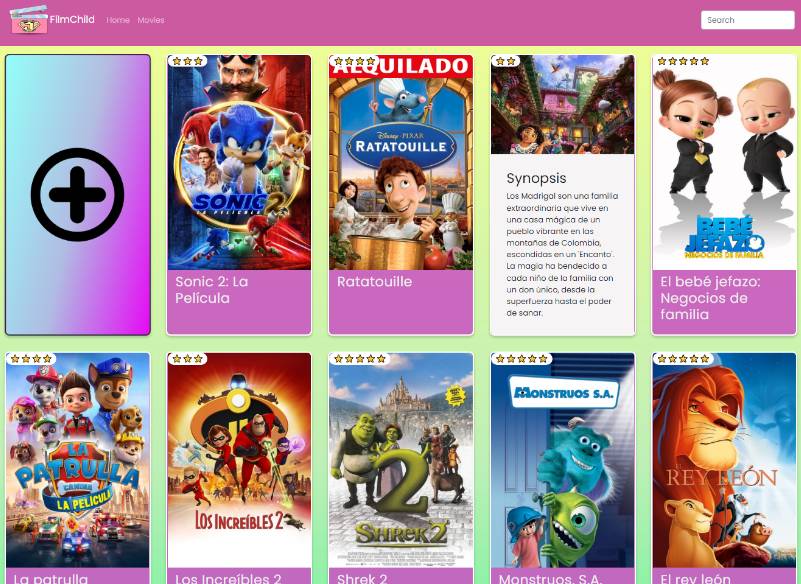 FilmChild
Home
Movies
Search
SONIC 2
LA PELÍCULA
Sonic 2: La
Película
ALQUILADO
Disney · PIXAR
RATATOUILLE
Ratatouille
Synopsis
Los Madrigal son una familia
extraordinaria que vive en
una casa mágica de un
pueblo vibrante en las
montañas de Colombia,
escondidas en un 'Encanto'.
La magia ha bendecido a
cada niño de la familia con
un don único, desde la
superfuerza hasta el poder
de sanar.
EL BEBÉ
JEFAZO
NEGOCIOS DE FAMILIA
El bebé jefazo:
Negocios de
familia
LA
PATRULLA
CANINA
LA PELÍCULA
La patrulla
LOS INCREÍBLES 2
Los Increíbles 2
2
SHREK 2
Shrek 2
MONSTRUOS S.A.
Monstruos, S.A.
EL
REY LEÓN
El rey león